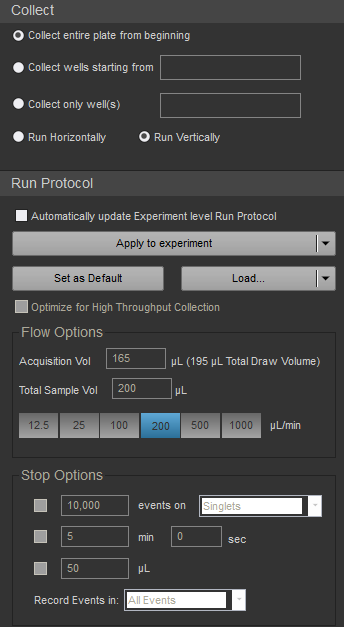 Collect
Collect entire plate from beginning
Collect wells starting from
Collect only well(s)
Run Horizontally Run Vertically
Run Protocol
Automatically update Experiment level Run Protocol
Apply to experiment
Set as Default Load...
Optimize for High Throughput Collection
Flow Options
Acquisition Vol 165 µL (195 µL Total Draw Volume)
Total Sample Vol 200 µL
12.5 25 100 200 500 1000 µL/min
Stop Options
10,000 events on Singlets
5 min 0 sec
50 µL
Record Events in: All Events